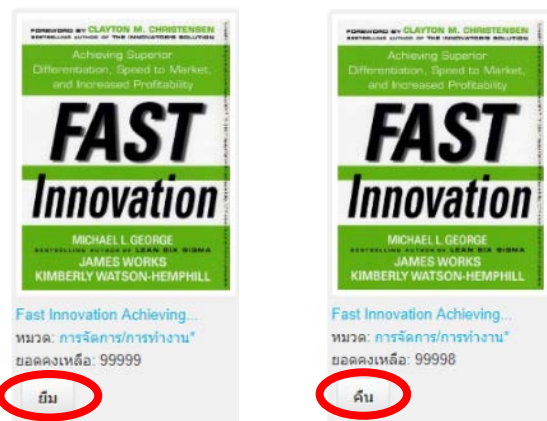 FOREWORD BY CLAYTON M. CHRISTENSEN
BESTSELLING AUTHOR OF THE INNOVATOR'S SOLUTION
Achieving Superior
Differentiation, Speed to Market,
and Increased Profitability
FAST
Innovation
MICHAEL L. GEORGE
BESTSELLING AUTHOR OF LEAN SIX SIGMA
JAMES WORKS
KIMBERLY WATSON-HEMPHILL
Fast Innovation Achieving...
หมวด: การจัดการ/การทำงาน*
ยอดคงเหลือ: 99999
ยืม
FOREWORD BY CLAYTON M. CHRISTENSEN
BESTSELLING AUTHOR OF THE INNOVATOR'S SOLUTION
Achieving Superior
Differentiation, Speed to Market,
and Increased Profitability
FAST
Innovation
MICHAEL L. GEORGE
BESTSELLING AUTHOR OF LEAN SIX SIGMA
JAMES WORKS
KIMBERLY WATSON-HEMPHILL
Fast Innovation Achieving...
หมวด: การจัดการ/การทำงาน*
ยอดคงเหลือ: 99998
คืน